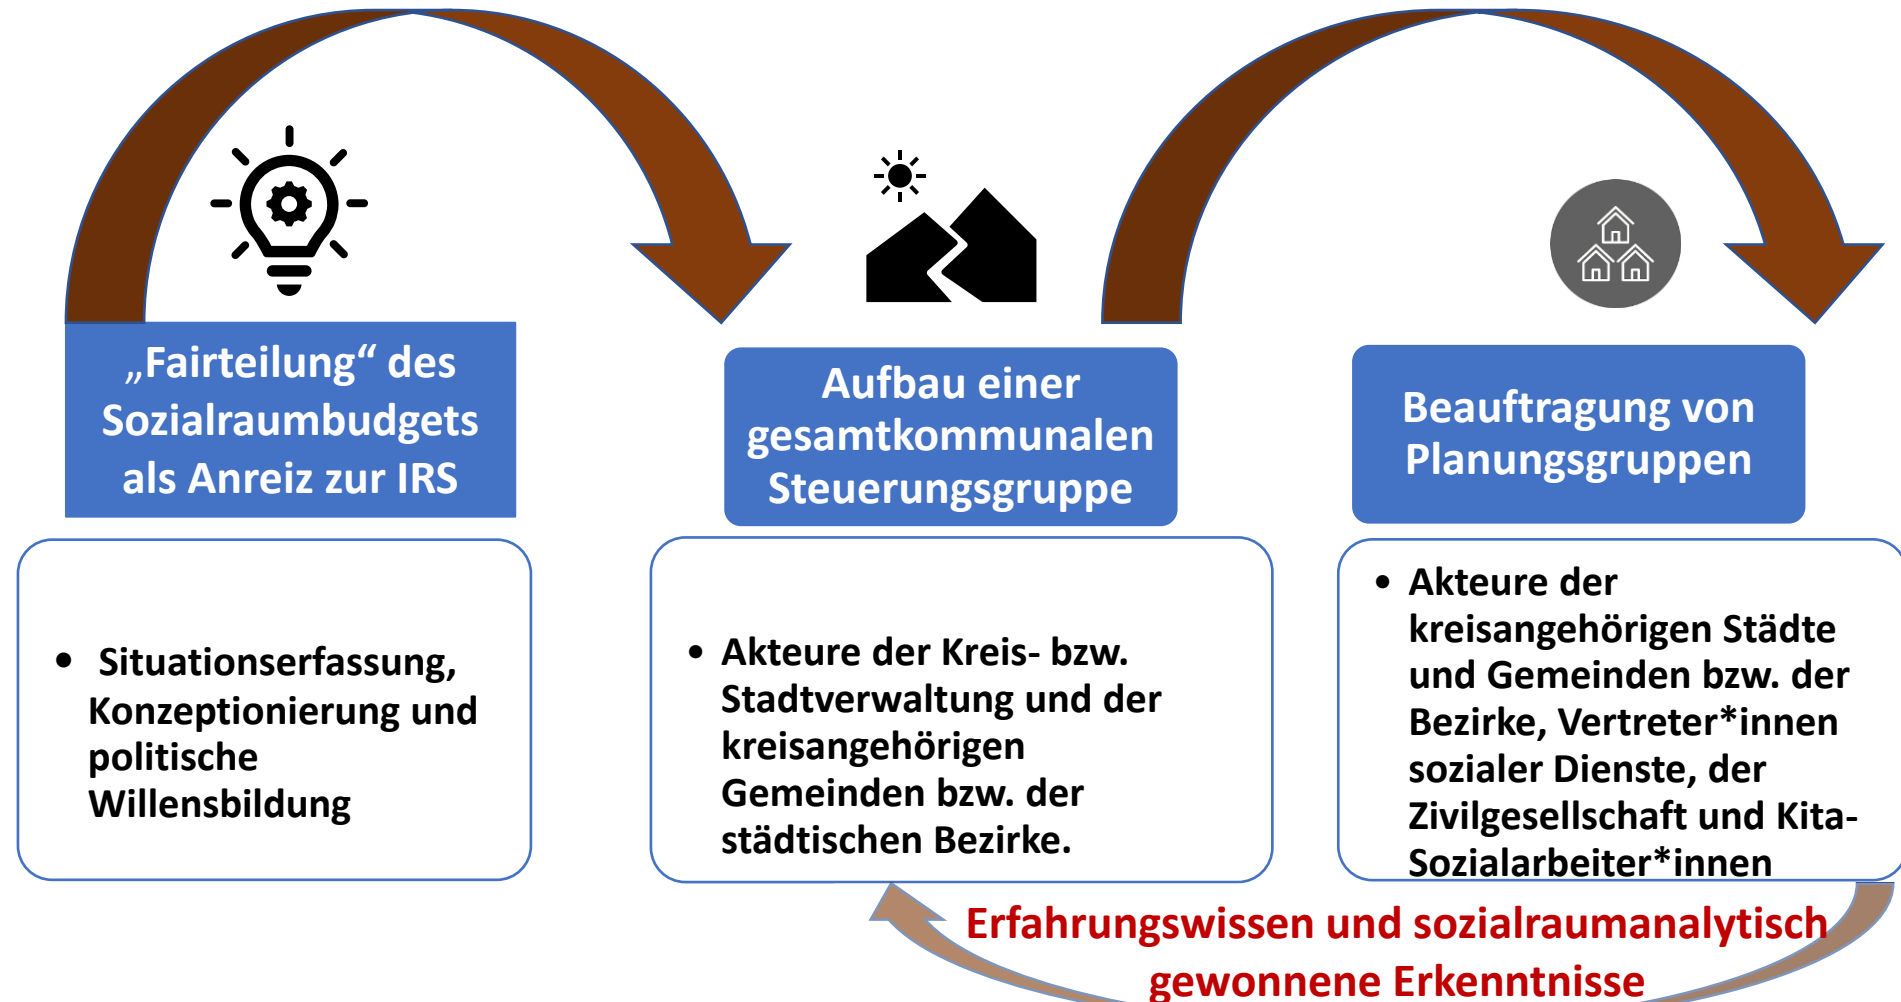 „Fairteilung“ des
Sozialraumbudgets
als Anreiz zur IRS
Aufbau einer
gesamtkommunalen
Steuerungsgruppe
Beauftragung von
Planungsgruppen
• Situationserfassung,
Konzeptionierung und
politische
Willensbildung
• Akteure der Kreis- bzw.
Stadtverwaltung und der
kreisangehörigen
Gemeinden bzw. der
städtischen Bezirke.
• Akteure der
kreisangehörigen Städte
und Gemeinden bzw. der
Bezirke, Vertreter*innen
sozialer Dienste, der
Zivilgesellschaft und Kita-
Sozialarbeiter*innen
Erfahrungswissen und sozialraumanalytisch
gewonnene Erkenntnisse